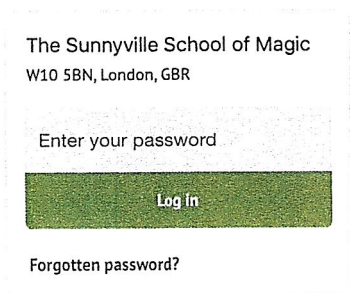 The Sunnyville School of Magic
W10 5BN, London, GBR
Enter your password
Log in
Forgotten password?